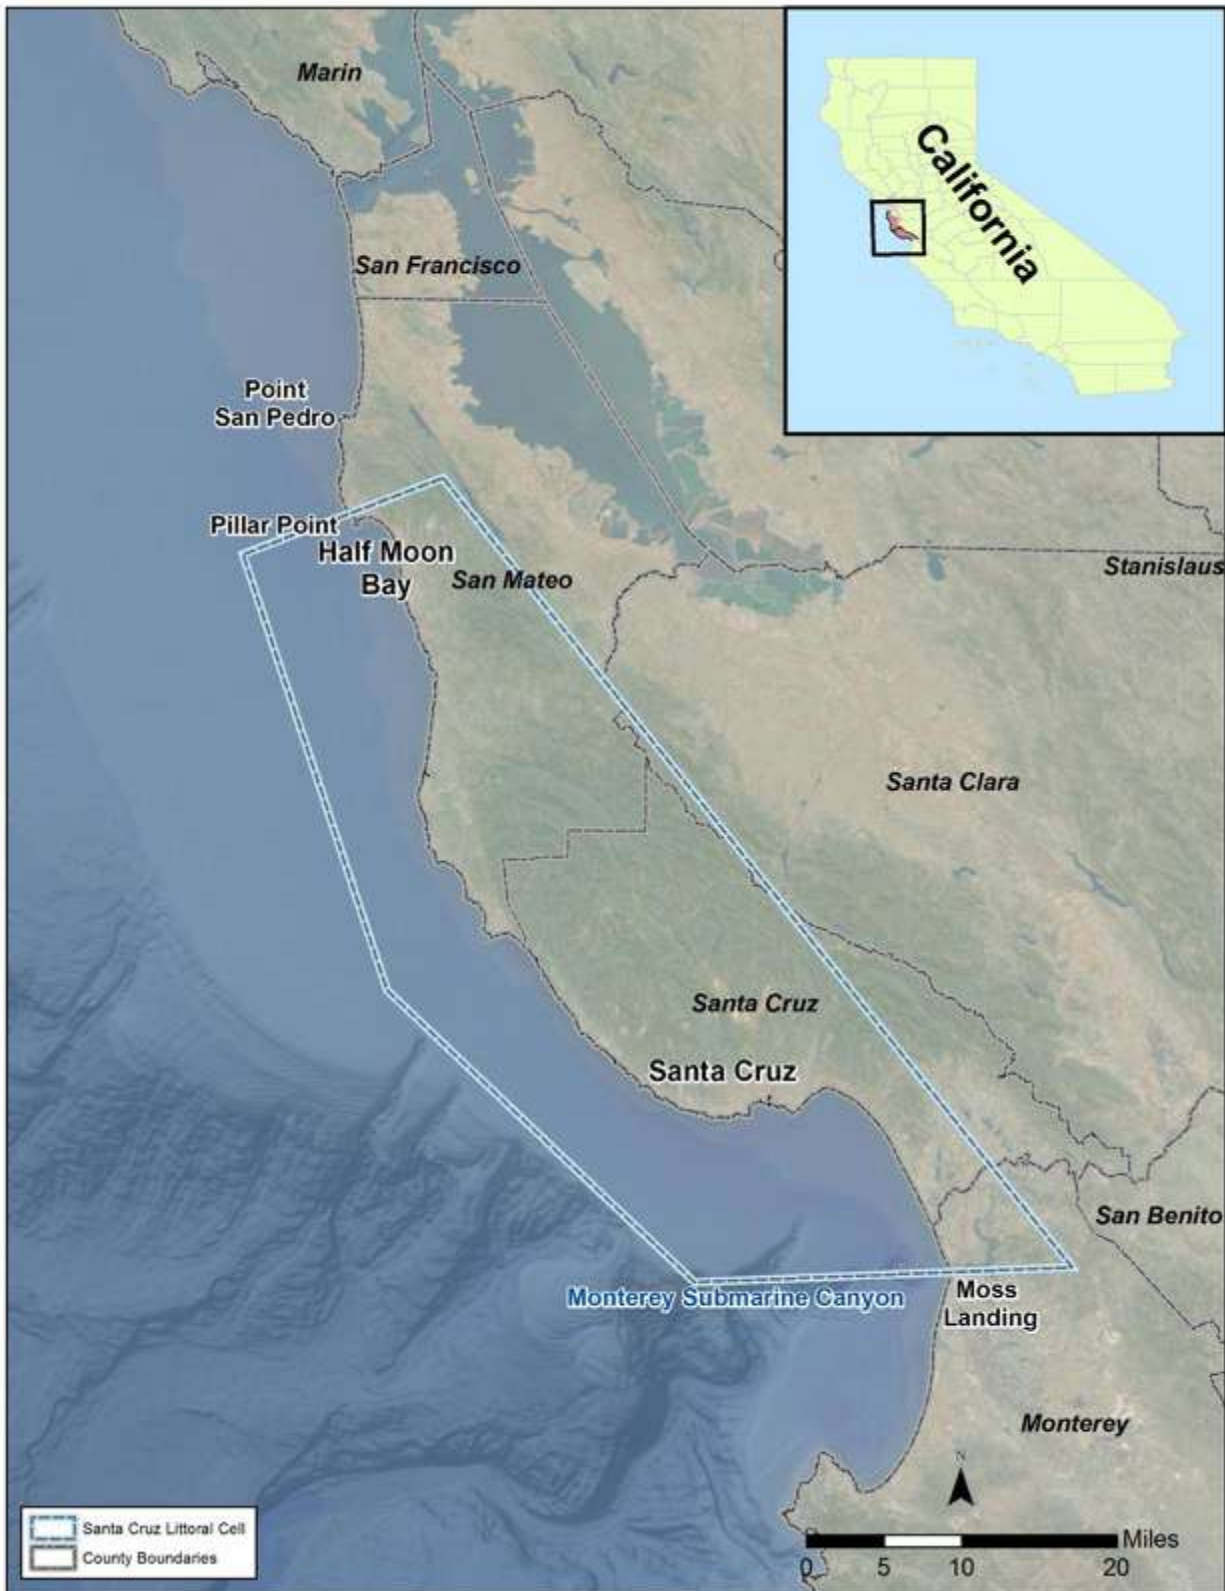 Marin
California
San Francisco
Point
San Pedro
Pillar Point
Half Moon
Bay
San Mateo
Stanislaus
Santa Clara
Santa Cruz
Santa Cruz
San Benito
Monterey Submarine Canyon
Moss
Landing
Monterey
N
Santa Cruz Littoral Cell
County Boundaries
Miles
0 5 10 20